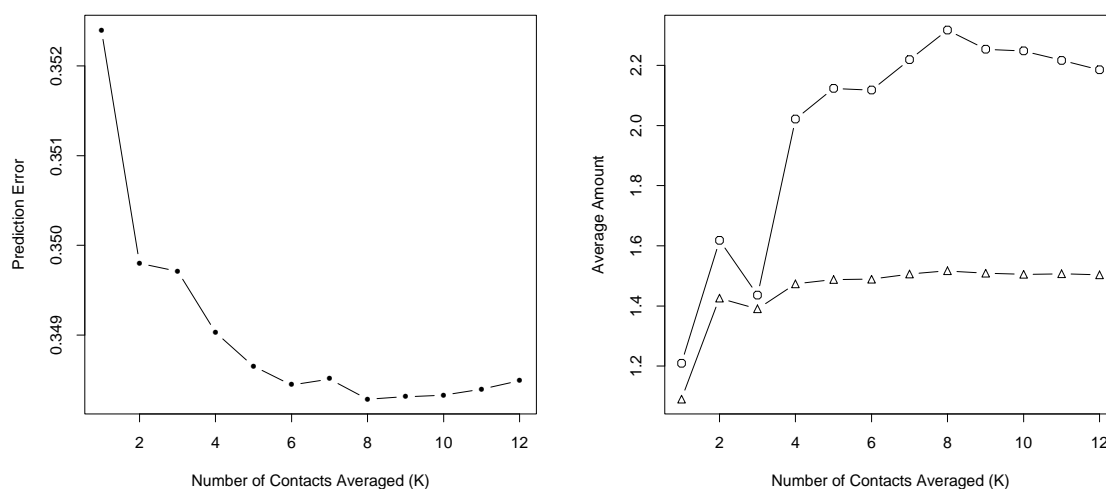 0.352
0.351
0.350
0.349
Prediction Error
2 4 6 8 10 12
Number of Contacts Averaged (K)
2.2
2.0
1.8
1.6
1.4
1.2
Average Amount
2 4 6 8 10 12
Number of Contacts Averaged (K)